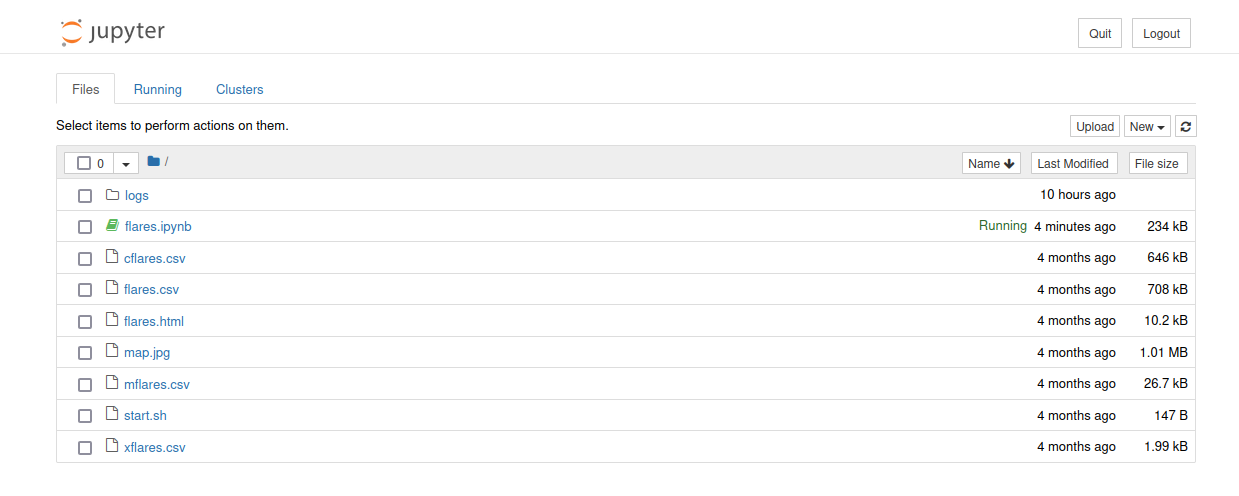 jupyter Quit Logout
Files Running Clusters
Select items to perform actions on them. Upload New
0 / Name Last Modified File size
logs 10 hours ago
flares.ipynb Running 4 minutes ago 234 kB
cflares.csv 4 months ago 646 kB
flares.csv 4 months ago 708 kB
flares.html 4 months ago 10.2 kB
map.jpg 4 months ago 1.01 MB
mflares.csv 4 months ago 26.7 kB
start.sh 4 months ago 147 B
xflares.csv 4 months ago 1.99 kB